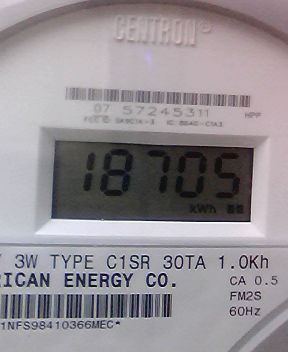 CENTRON®
07 57245311 HPP
18705
kWh
3W TYPE C1SR 30TA 1.0Kh
RICAN ENERGY CO. CA 0.5
FM2S
60Hz
1NFS98410366MEC*